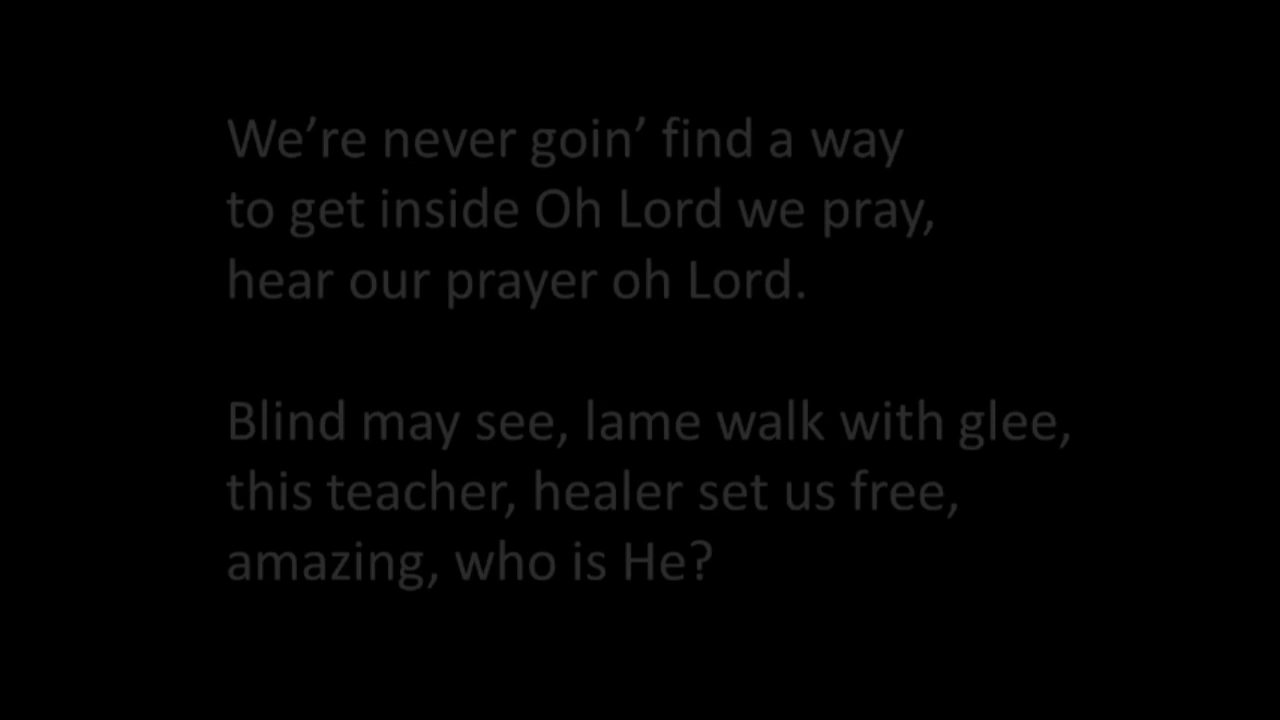 We’re never goin’ find a way
to get inside Oh Lord we pray,
hear our prayer oh Lord.
Blind may see, lame walk with glee,
this teacher, healer set us free,
amazing, who is He?